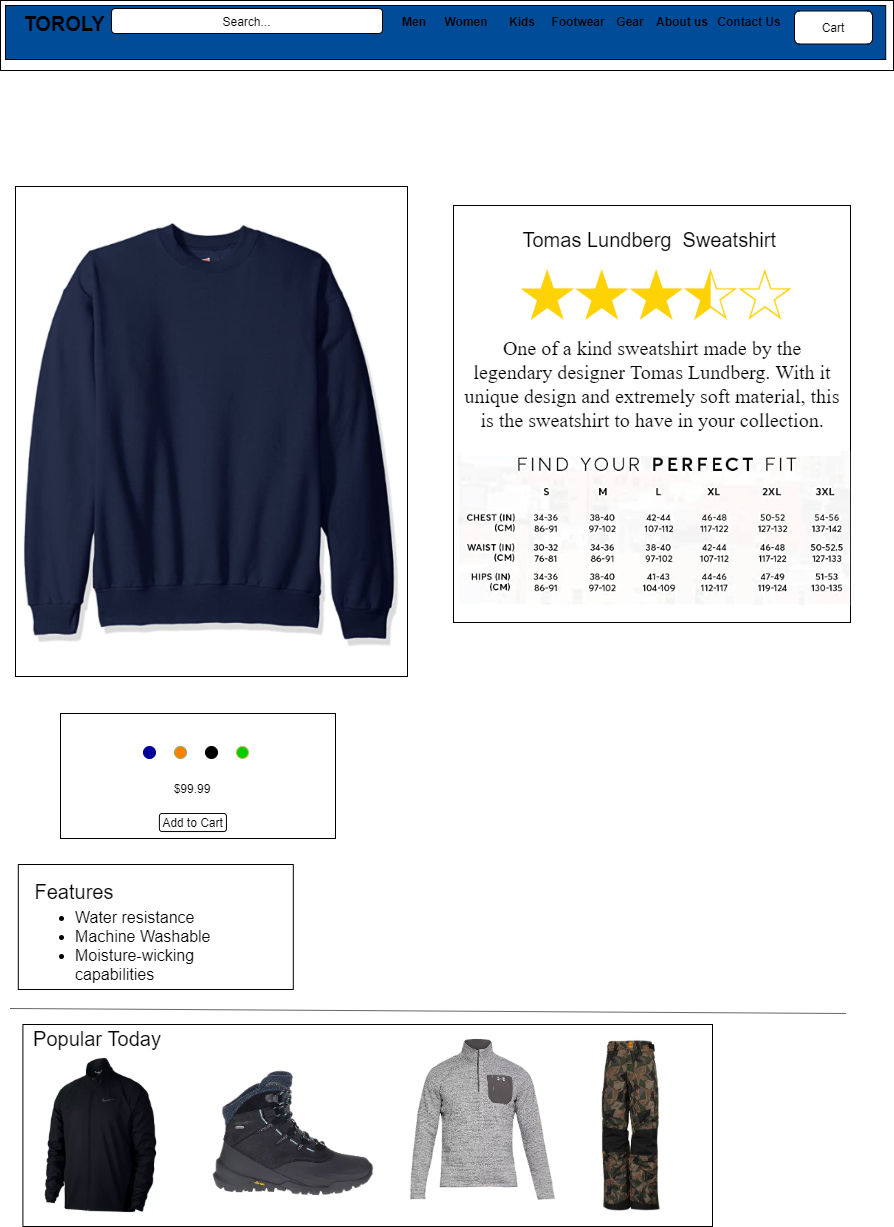 TOROLY
Search...
Men
Women
Kids
Footwear
Gear
About us
Contact Us
Cart
Tomas Lundberg  Sweatshirt
One of a kind sweatshirt made by the
legendary designer Tomas Lundberg. With it
unique design and extremely soft material, this
is the sweatshirt to have in your collection.
FIND YOUR PERFECT FIT
S M L XL 2XL 3XL
CHEST (IN) 34-36 38-40 42-44 46-48 50-52 54-56
(CM) 86-91 97-102 107-112 117-122 127-132 137-142
WAIST (IN) 30-32 34-36 38-40 42-44 46-48 50-52.5
(CM) 76-81 86-91 97-102 107-112 117-122 127-133
HIPS (IN) 34-36 38-40 41-43 44-46 47-49 51-53
(CM) 86-91 97-102 104-109 112-117 119-124 130-135
$99.99
Add to Cart
Features
• Water resistance
• Machine Washable
• Moisture-wicking
capabilities
Popular Today